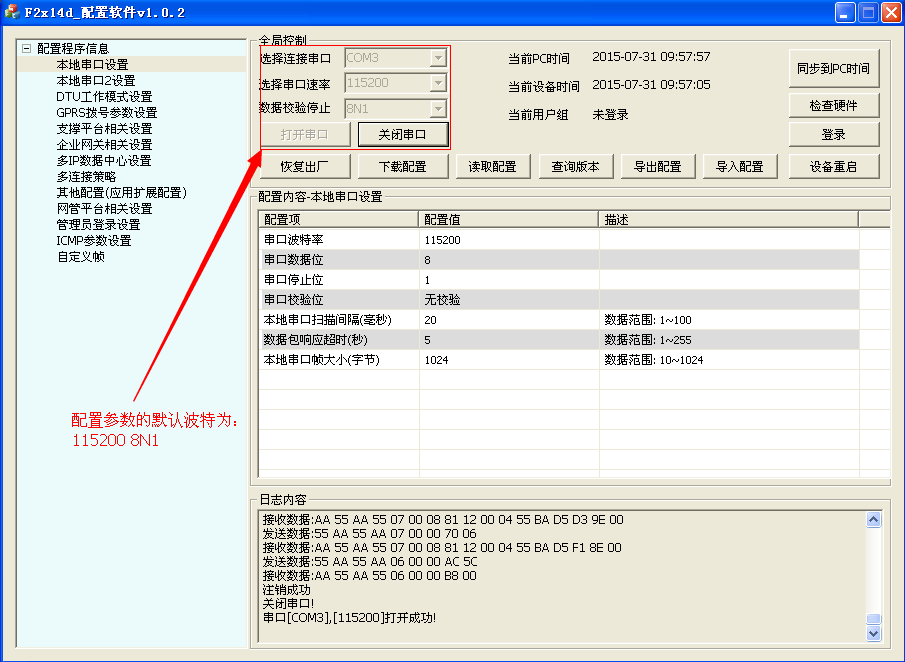 F2x14d_配置软件v1.0.2
配置程序信息
本地串口设置
本地串口2设置
DTU工作模式设置
GPRS拨号参数设置
支撑平台相关设置
企业网关相关设置
多IP数据中心设置
多连接策略
其他配置(应用扩展配置)
网管平台相关设置
管理员登录设置
ICMP参数设置
自定义帧
配置参数的默认波特为:
115200 8N1
全局控制
选择连接串口 COM3
选择串口速率 115200
数据校验停止 8N1
打开串口 关闭串口
当前PC时间 2015-07-31 09:57:57
当前设备时间 2015-07-31 09:57:05
当前用户组 未登录
同步到PC时间
检查硬件
登录
恢复出厂 下载配置 读取配置 查询版本 导出配置 导入配置 设备重启
配置内容-本地串口设置
配置项 配置值 描述
串口波特率 115200
串口数据位 8
串口停止位 1
串口校验位 无校验
本地串口扫描间隔(毫秒) 20 数据范围: 1~100
数据包响应超时(秒) 5 数据范围: 1~255
本地串口帧大小(字节) 1024 数据范围: 10~1024
日志内容
接收数据:AA 55 AA 55 07 00 08 81 12 00 04 55 BA D5 D3 9E 00
发送数据:55 AA 55 AA 07 00 00 70 06
接收数据:AA 55 AA 55 07 00 08 81 12 00 04 55 BA D5 F1 8E 00
发送数据:55 AA 55 AA 06 00 00 AC 5C
接收数据:AA 55 AA 55 06 00 00 B8 00
注销成功
关闭串口!
串口[COM3],[115200]打开成功!